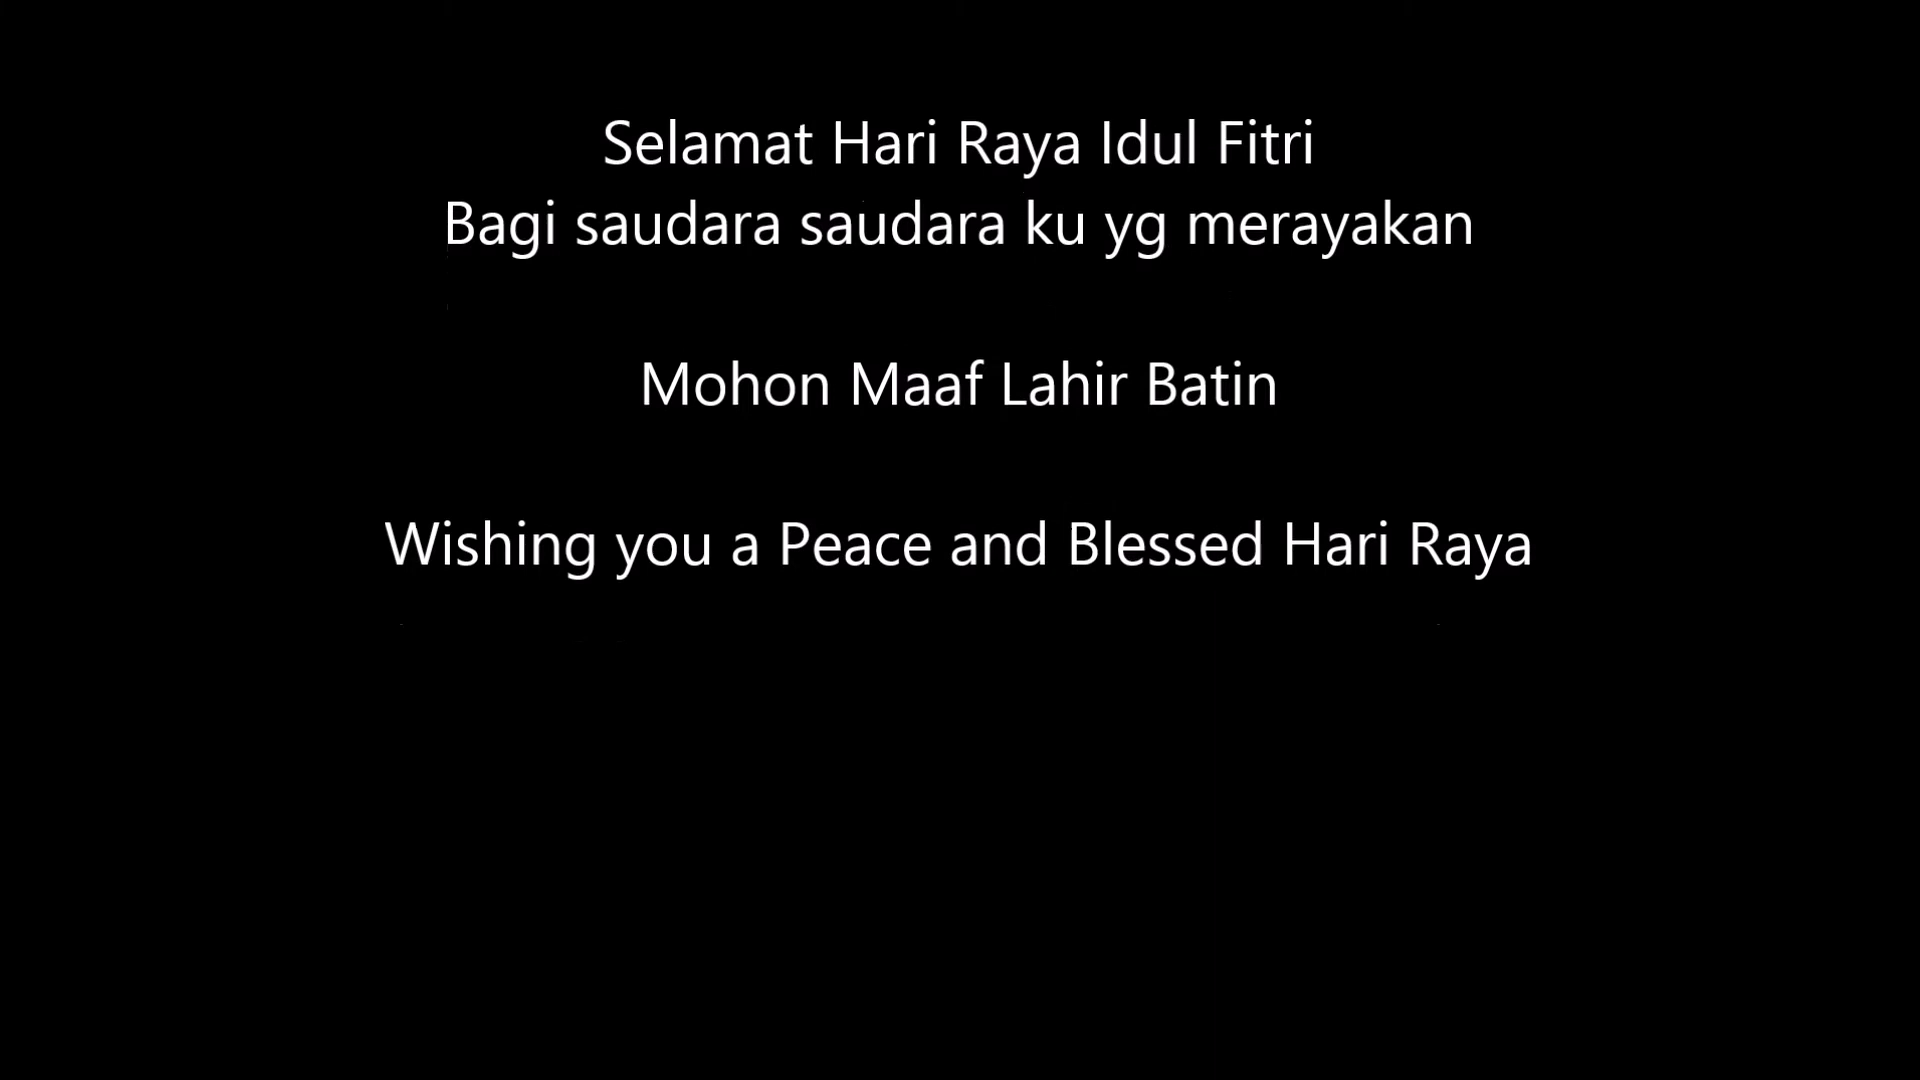 Selamat Hari Raya Idul Fitri
Bagi saudara saudara ku yg merayakan
Mohon Maaf Lahir Batin
Wishing you a Peace and Blessed Hari Raya